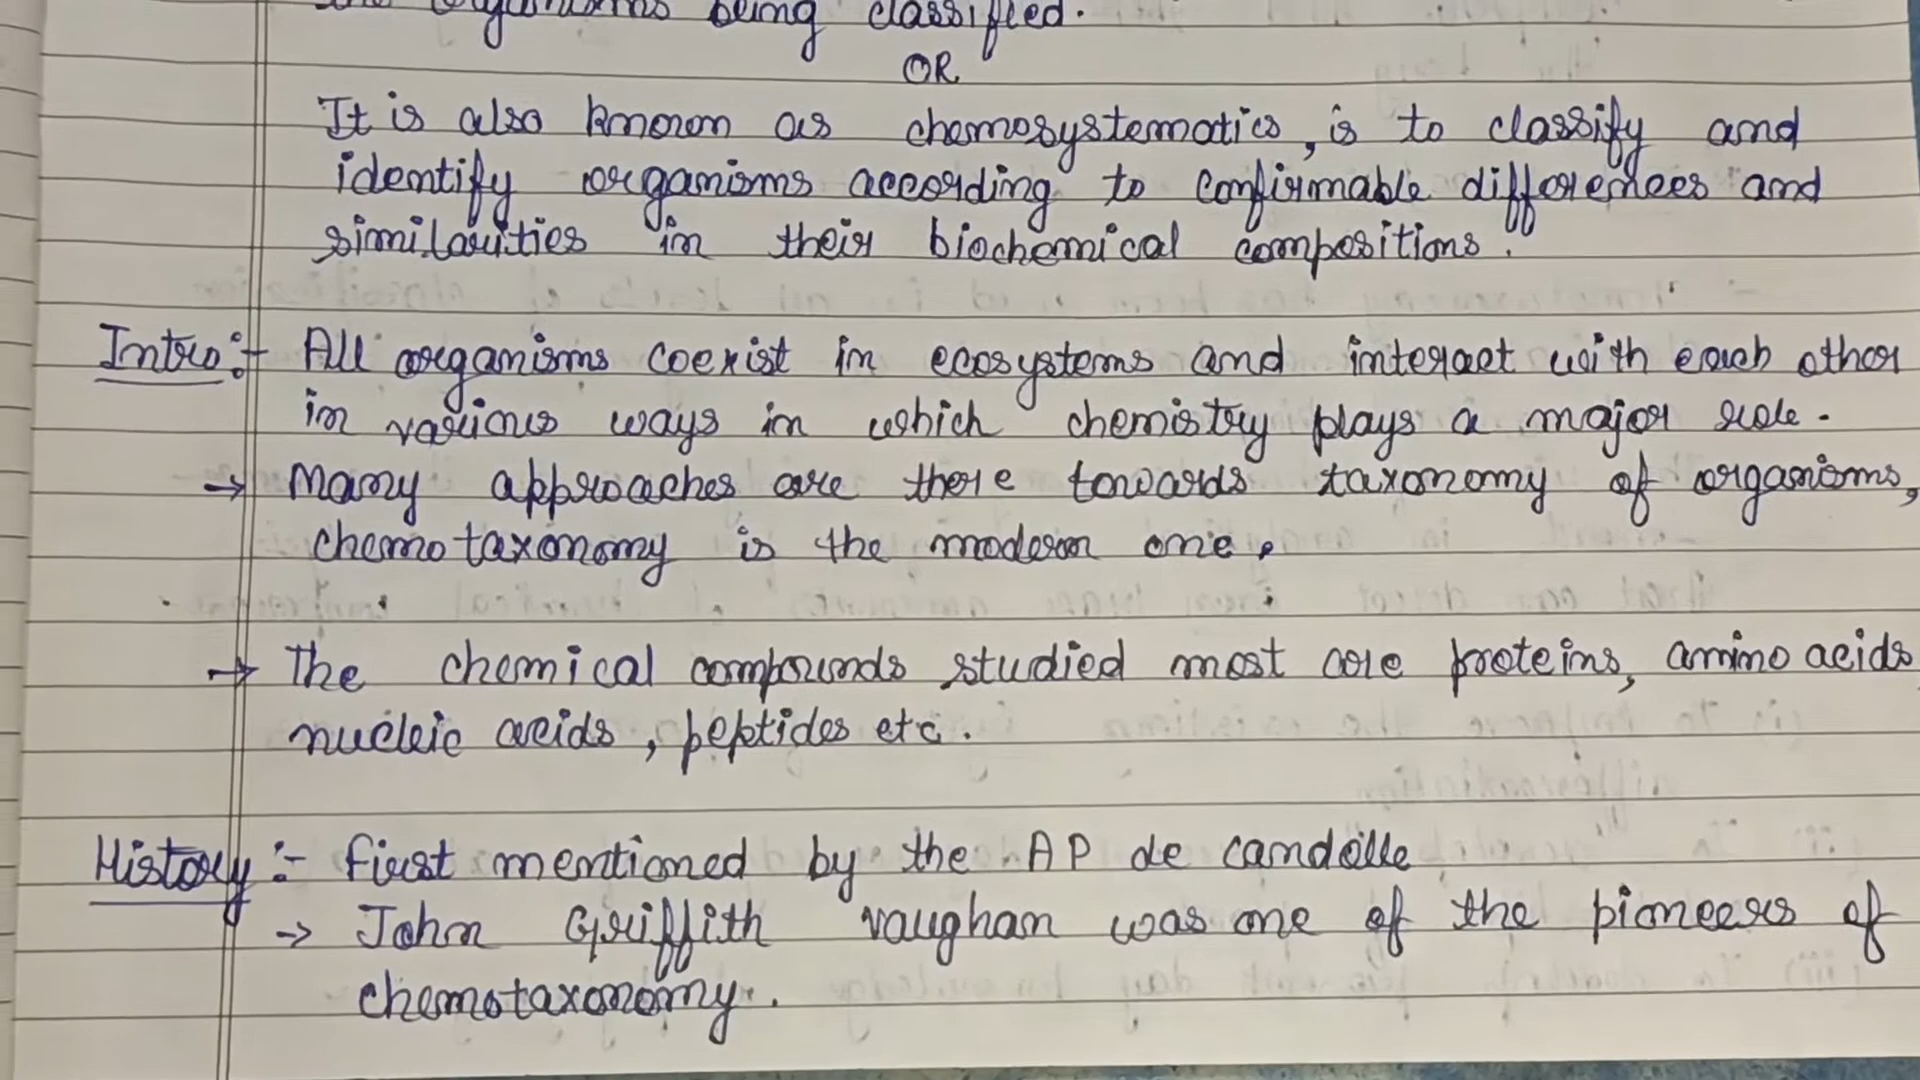 the organisms being classified.
OR
It is also known as chemosystematics, is to classify and
identify organisms according to confirmable differences and
similarities in their biochemical compositions.
Intro:- All organisms coexist in ecosystems and interact with each other
in various ways in which chemistry plays a major role.
→ Many approaches are there towards taxonomy of organisms,
chemotaxonomy is the modern one.
→ The chemical compounds studied most are proteins, amino acids
nucleic acids, peptides etc.
History:- First mentioned by the AP de candolle
→ John Griffith Vaughan was one of the pioneers of
chemotaxonomy.